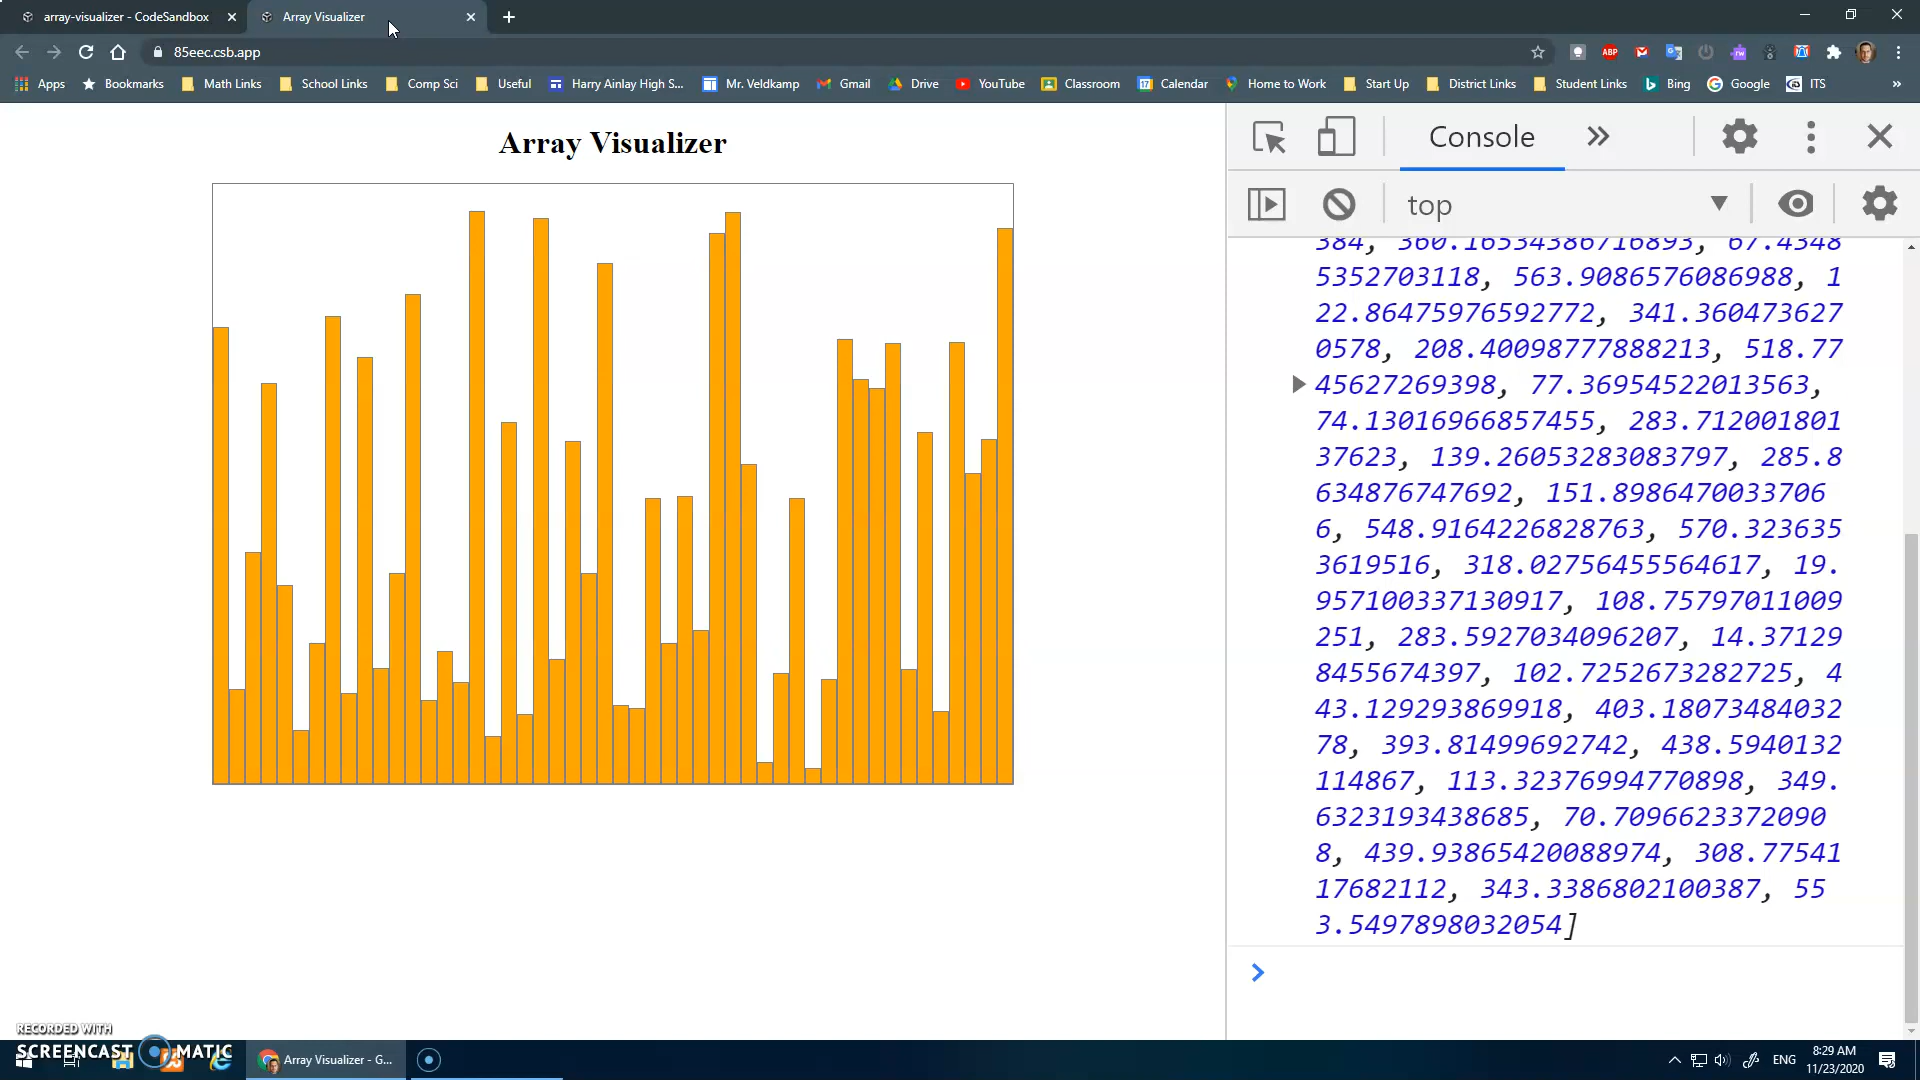 array-visualizer - CodeSandbox
Array Visualizer
85eec.csb.app
ABP
Apps
Bookmarks
Math Links
School Links
Comp Sci
Useful
Harry Ainlay High S...
Mr. Veldkamp
Gmail
Drive
YouTube
Classroom
Calendar
Home to Work
Start Up
District Links
Student Links
Bing
Google
ITS
»
Array Visualizer
Console
top
384, 360.16534386716893, 67.4348
5352703118, 563.9086576086988, 1
22.86475976592772, 341.360473627
0578, 208.40098777888213, 518.77
45627269398, 77.36954522013563,
74.13016966857455, 283.712001801
37623, 139.26053283083797, 285.8
634876747692, 151.8986470033706
6, 548.9164226828763, 570.323635
3619516, 318.02756455564617, 19.
957100337130917, 108.75797011009
251, 283.5927034096207, 14.37129
8455674397, 102.7252673282725, 4
43.129293869918, 403.18073484032
78, 393.81499692742, 438.5940132
114867, 113.32376994770898, 349.
6323193438685, 70.7096623372090
8, 439.93865420088974, 308.77541
17682112, 343.3386802100387, 55
3.5497898032054]
RECORDED WITH
SCREENCAST MATIC
Array Visualizer - G...
ENG
8:29 AM
11/23/2020